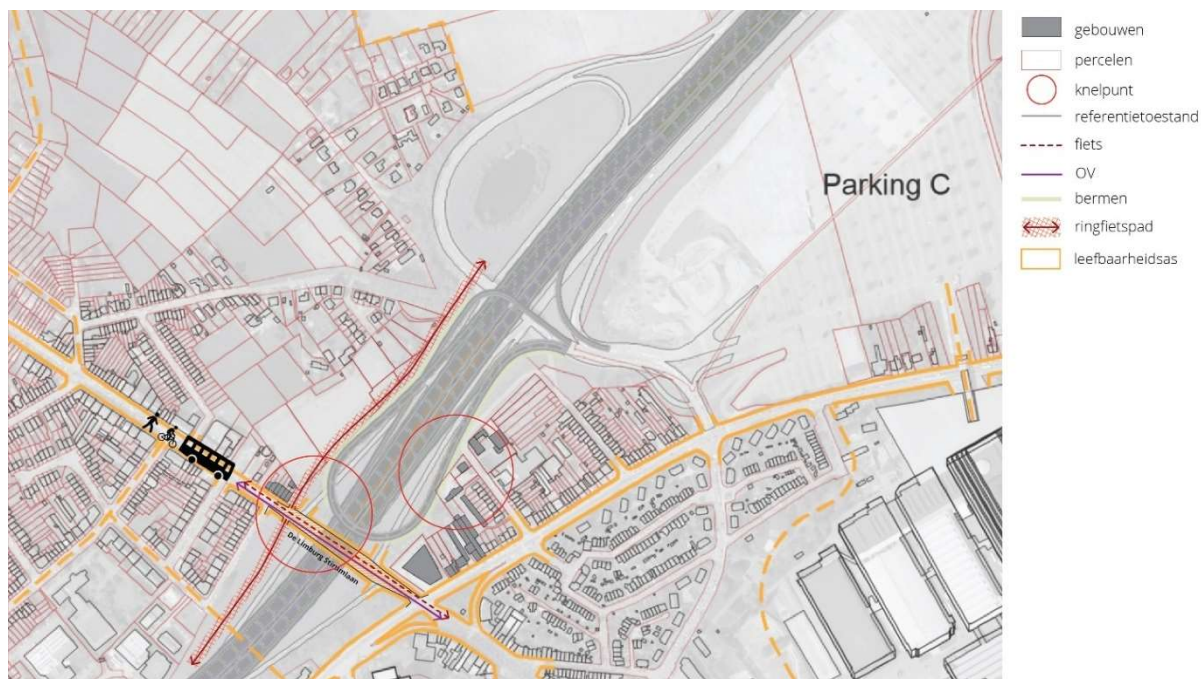 Parking C
De Limburg Stirumlaan
gebouwen
percelen
knelpunt
referentietoestand
fiets
OV
bermen
ringfietspad
leefbaarheidsas